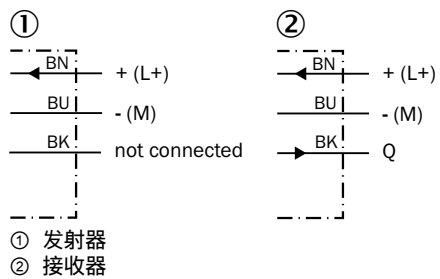 ①
BN + (L+)
BU - (M)
BK not connected
②
BN + (L+)
BU - (M)
BK Q
① 发射器
② 接收器